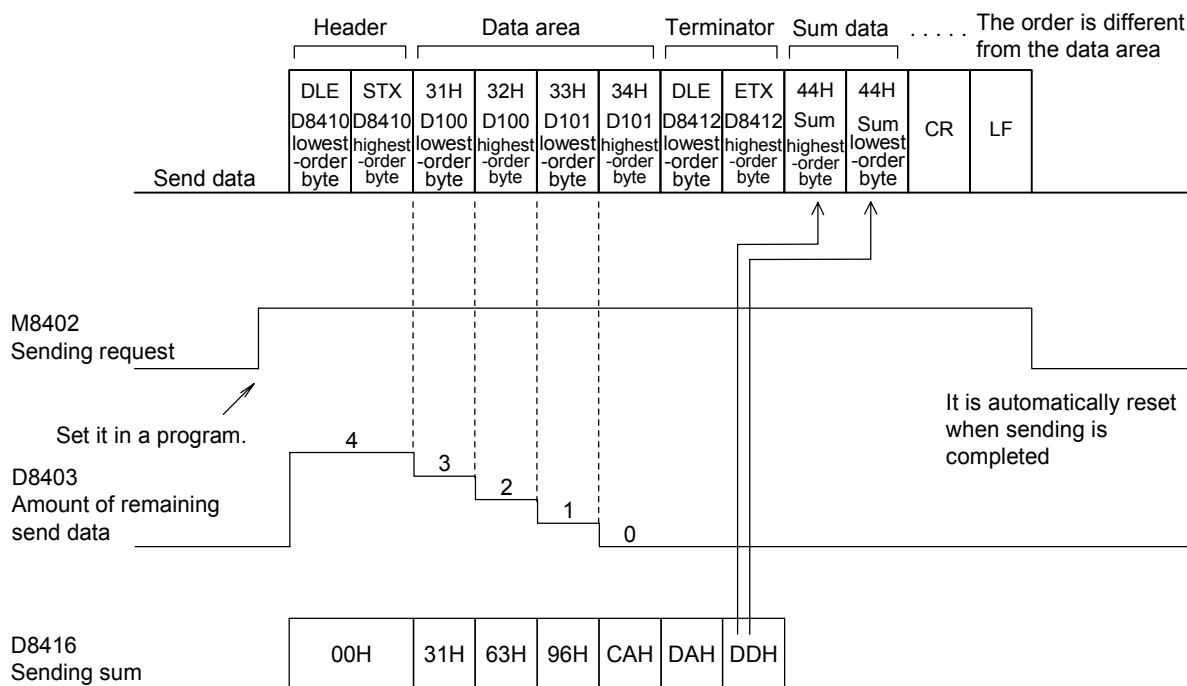 Header
Data area
Terminator
Sum data
. . . . . The order is different
from the data area
DLE
D8410
lowest
-order
byte
STX
D8410
highest
-order
byte
31H
D100
lowest
-order
byte
32H
D100
highest
-order
byte
33H
D101
lowest
-order
byte
34H
D101
highest
-order
byte
DLE
D8412
lowest
-order
byte
ETX
D8412
highest
-order
byte
44H
Sum
highest
-order
byte
44H
Sum
lowest
-order
byte
CR
LF
Send data
M8402
Sending request
Set it in a program.
It is automatically reset
when sending is
completed
4
3
2
1
0
D8403
Amount of remaining
send data
D8416
Sending sum
00H
31H
63H
96H
CAH
DAH
DDH